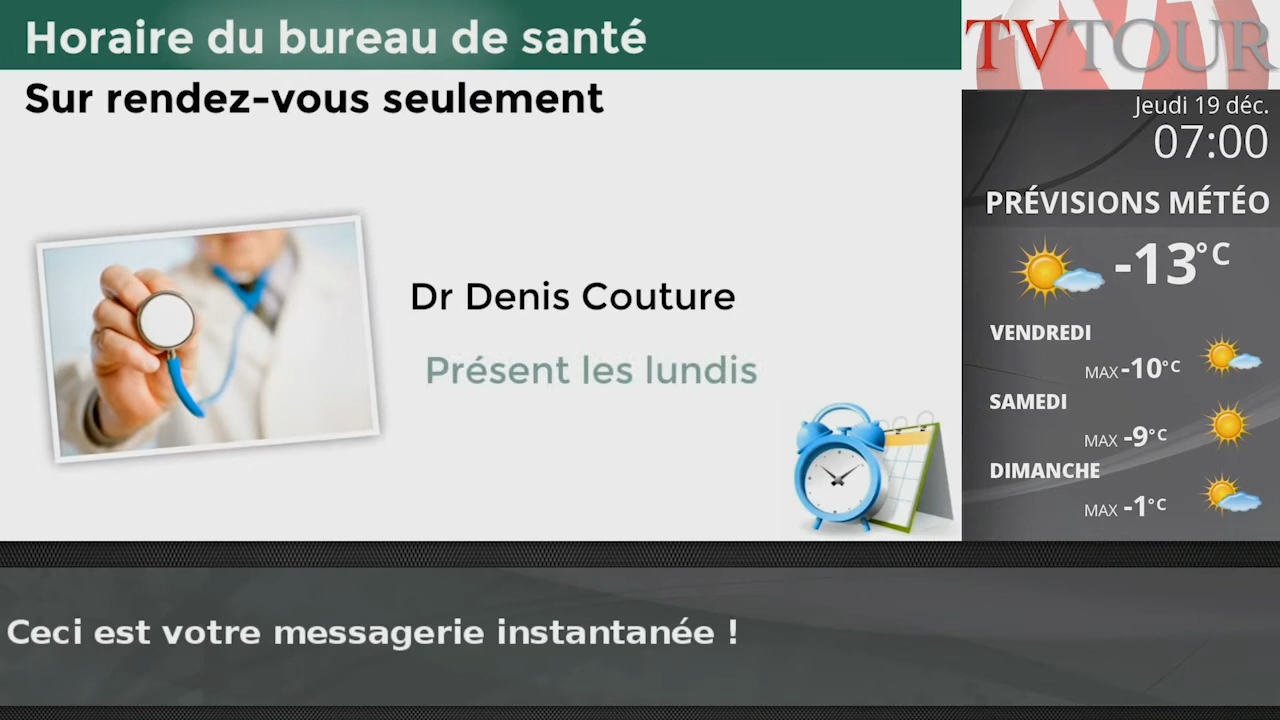 Horaire du bureau de santé
Sur rendez-vous seulement
Dr Denis Couture
Présent les lundis
TVTOUR
Jeudi 19 déc.
07:00
PRÉVISIONS MÉTÉO
-13°C
VENDREDI
MAX -10°C
SAMEDI
MAX -9°C
DIMANCHE
MAX -1°C
Ceci est votre messagerie instantanée !